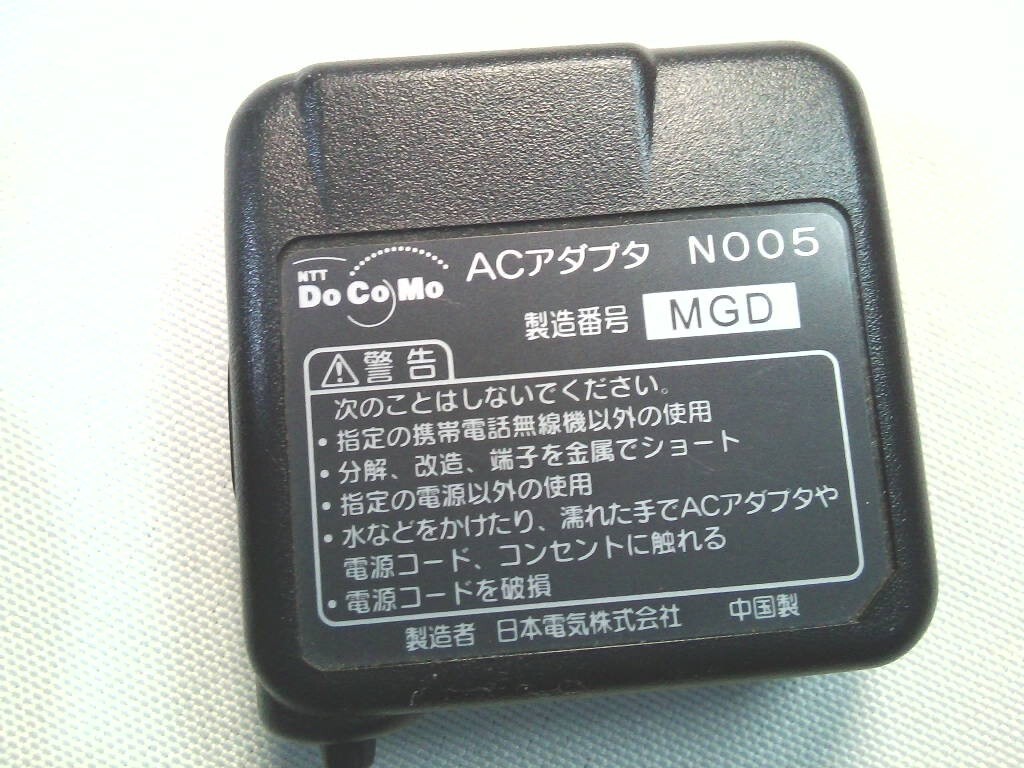 NTT
DoCoMo
ACアダプタ N005
製造番号 MGD
⚠警告
次のことはしないでください。
・指定の携帯電話無線機以外の使用
・分解、改造、端子を金属でショート
・指定の電源以外の使用
・水などをかけたり、濡れた手でACアダプタや
電源コード、コンセントに触れる
・電源コードを破損
製造者 日本電気株式会社 中国製